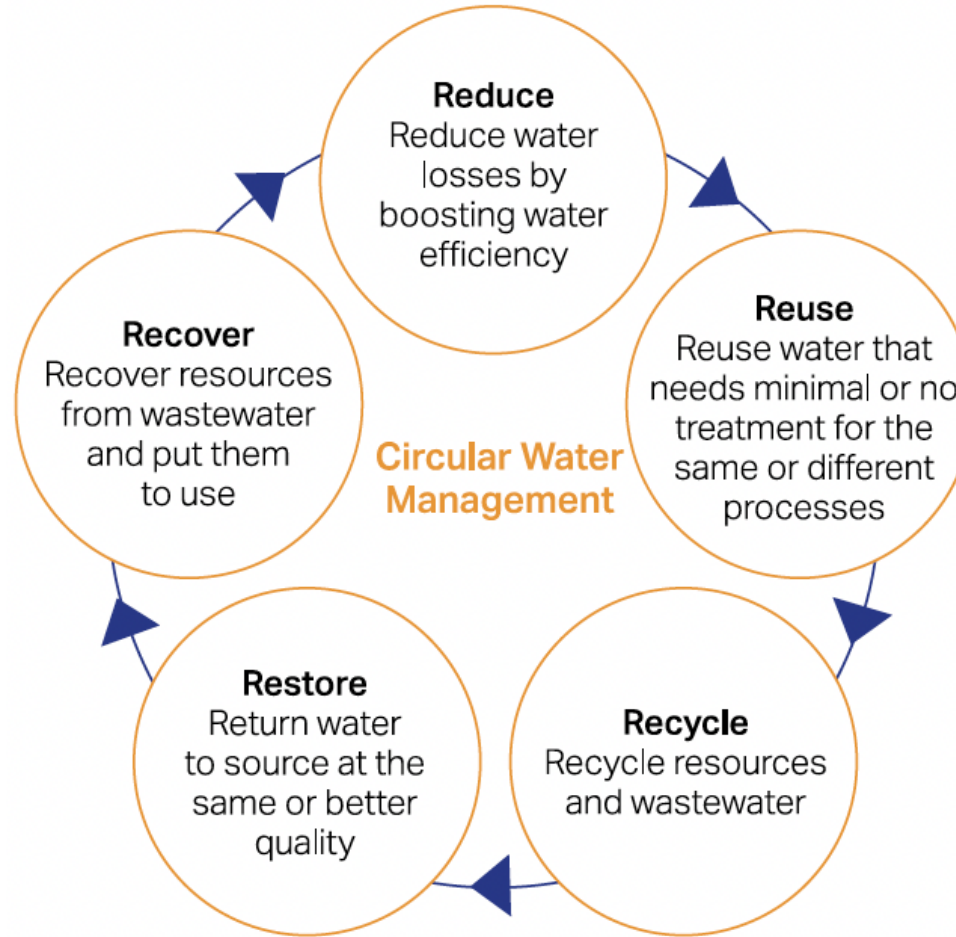 Reduce
Reduce water
losses by
boosting water
efficiency
Reuse
Reuse water that
needs minimal or no
treatment for the
same or different
processes
Recycle
Recycle resources
and wastewater
Restore
Return water
to source at the
same or better
quality
Recover
Recover resources
from wastewater
and put them
to use
Circular Water
Management